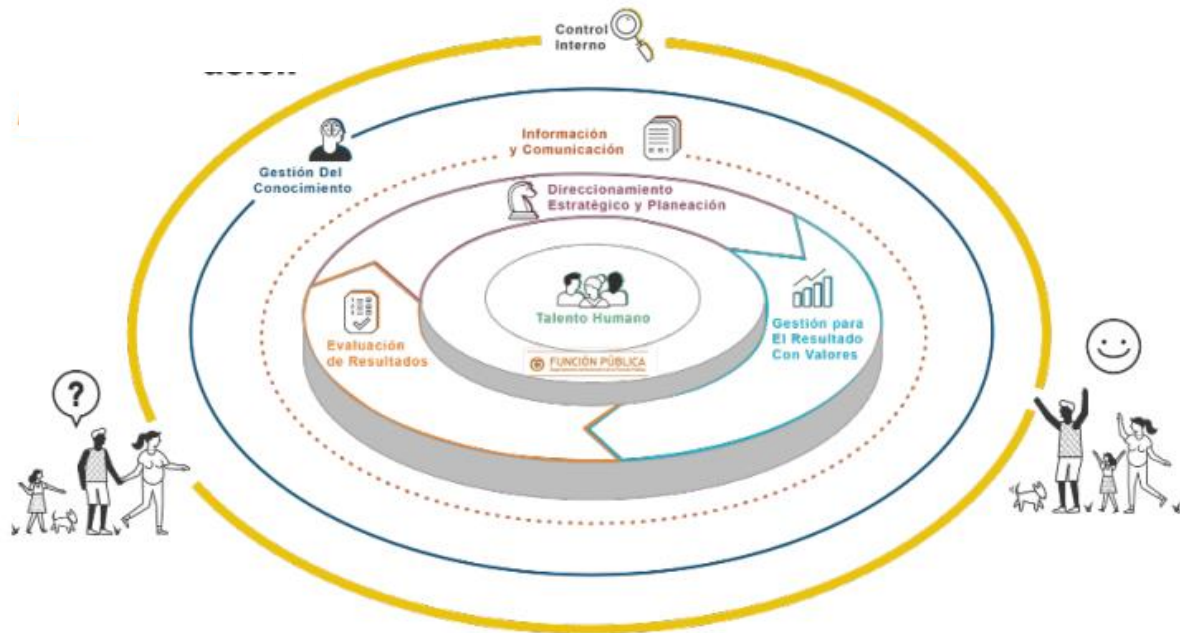 Control
Interno
Gestión Del
Conocimiento
Información
y Comunicación
Direccionamiento
Estratégico y Planeación
Talento Humano
Gestión para
El Resultado
Con Valores
Evaluación
de Resultados
FUNCIÓN PÚBLICA
?